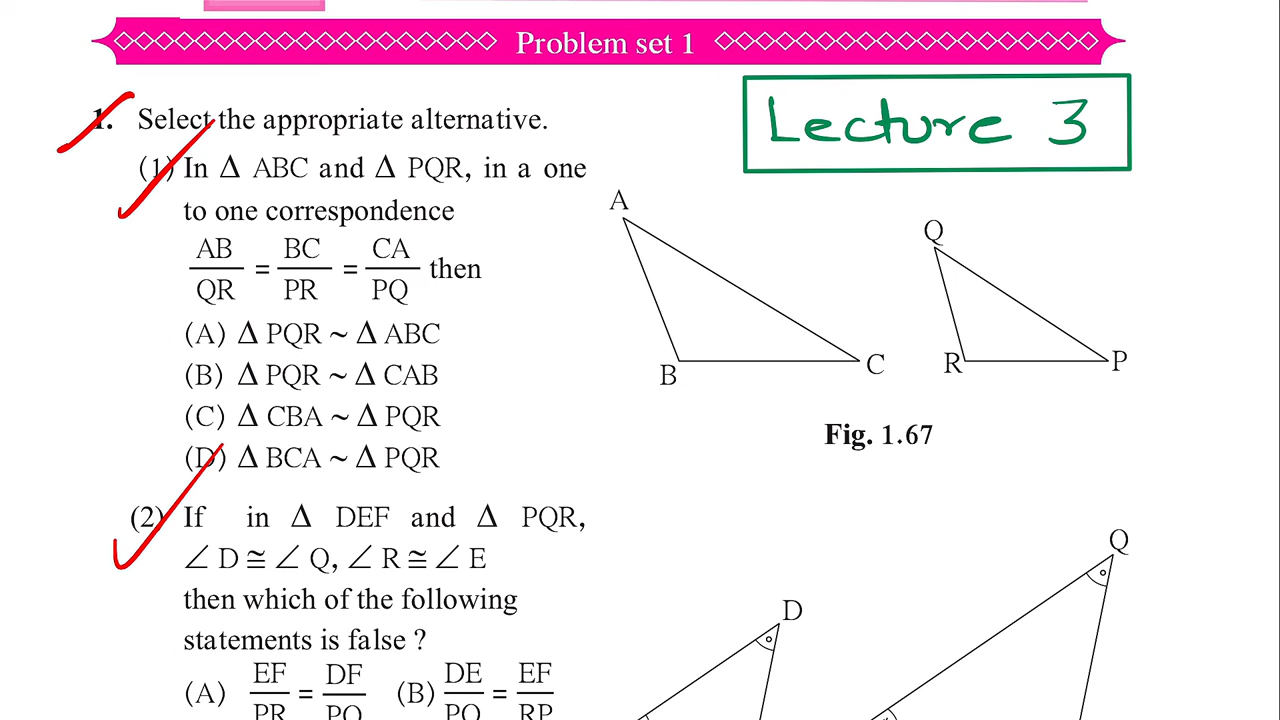 Problem set 1
Lecture 3
1. Select the appropriate alternative.
(1) In Δ ABC and Δ PQR, in a one
to one correspondence
AB/QR = BC/PR = CA/PQ then
(A) Δ PQR ~ Δ ABC
(B) Δ PQR ~ Δ CAB
(C) Δ CBA ~ Δ PQR
(D) Δ BCA ~ Δ PQR
A
B
C
Q
R
P
Fig. 1.67
(2) If in Δ DEF and Δ PQR,
∠ D ≅ ∠ Q, ∠ R ≅ ∠ E
then which of the following
statements is false ?
(A) EF/PR = DF/PQ (B) DE/PQ = EF/RP
D
Q